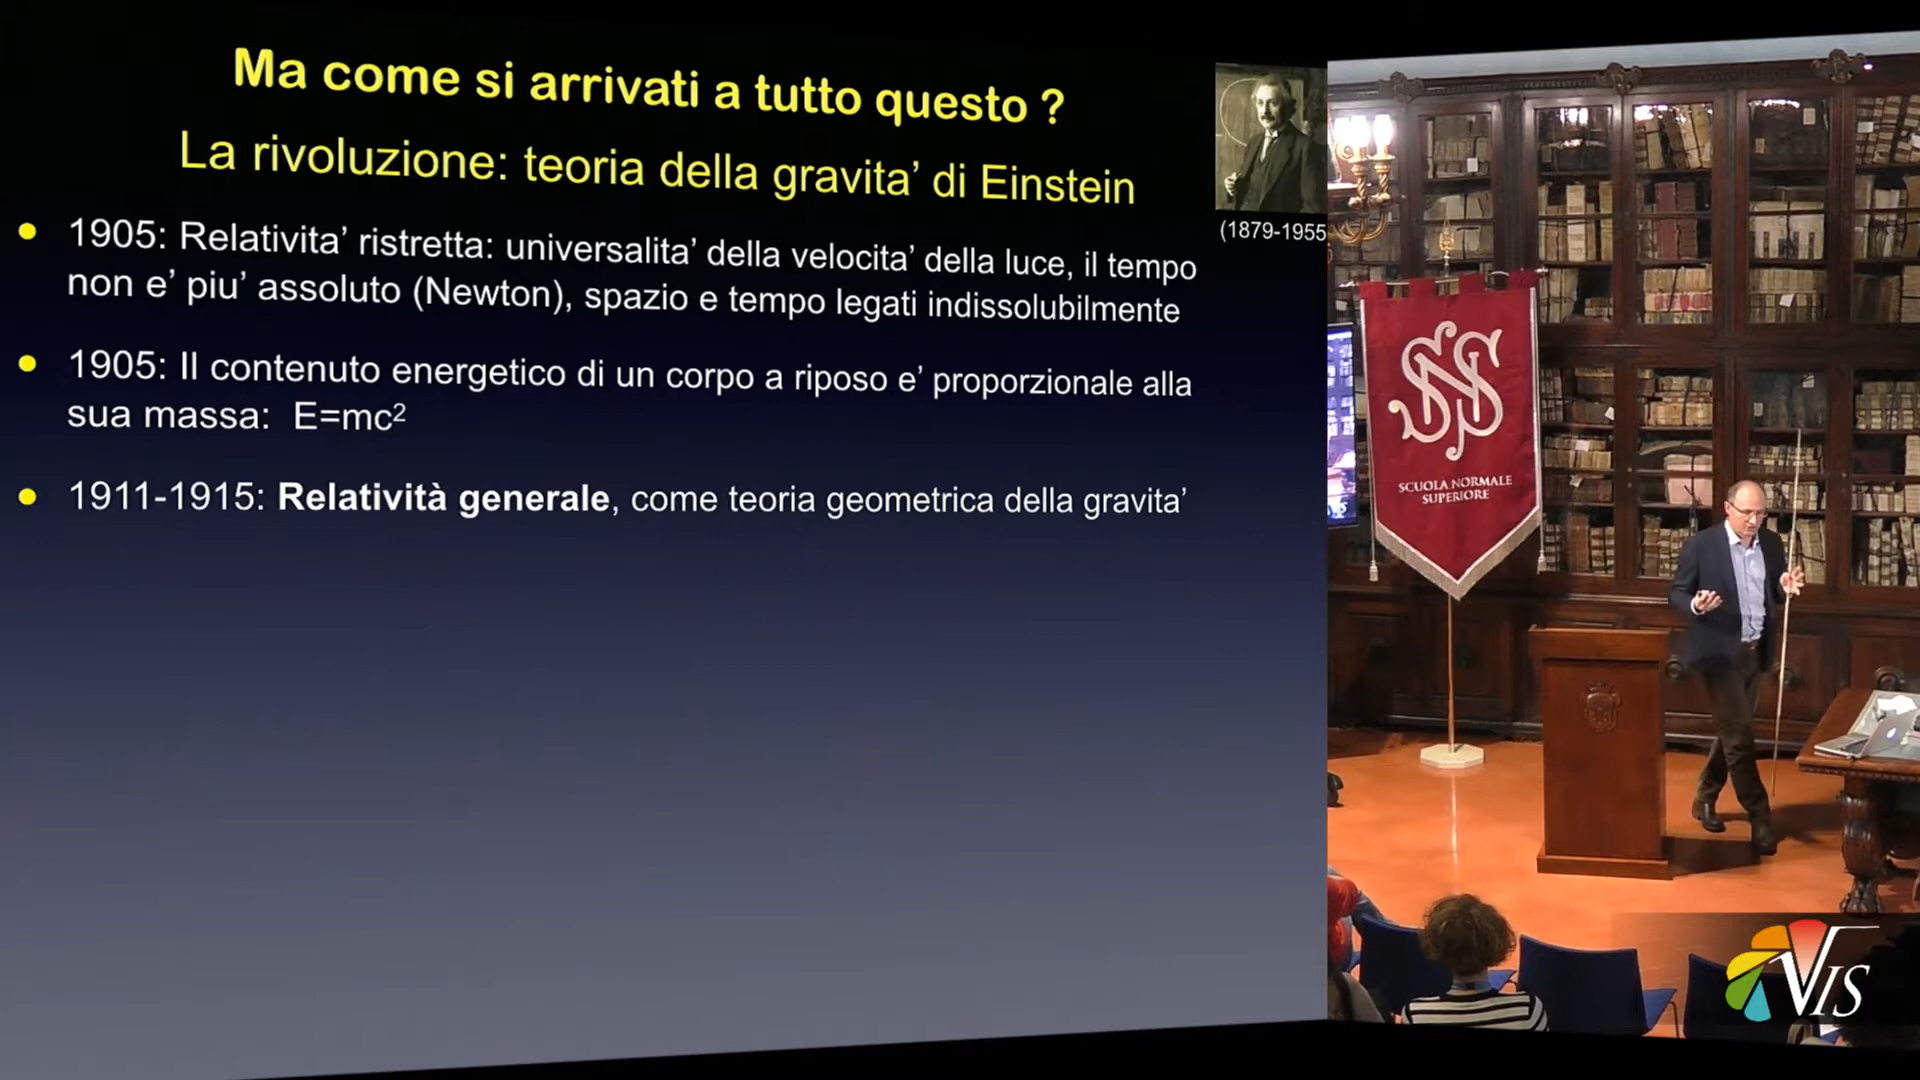 Ma come si arrivati a tutto questo ?
La rivoluzione: teoria della gravita' di Einstein
(1879-1955
1905: Relativita' ristretta: universalita' della velocita' della luce, il tempo
non e' piu' assoluto (Newton), spazio e tempo legati indissolubilmente
1905: Il contenuto energetico di un corpo a riposo e' proporzionale alla
sua massa: E=mc²
1911-1915: Relatività generale, come teoria geometrica della gravita'
SNS
SCUOLA NORMALE
SUPERIORE
VIS